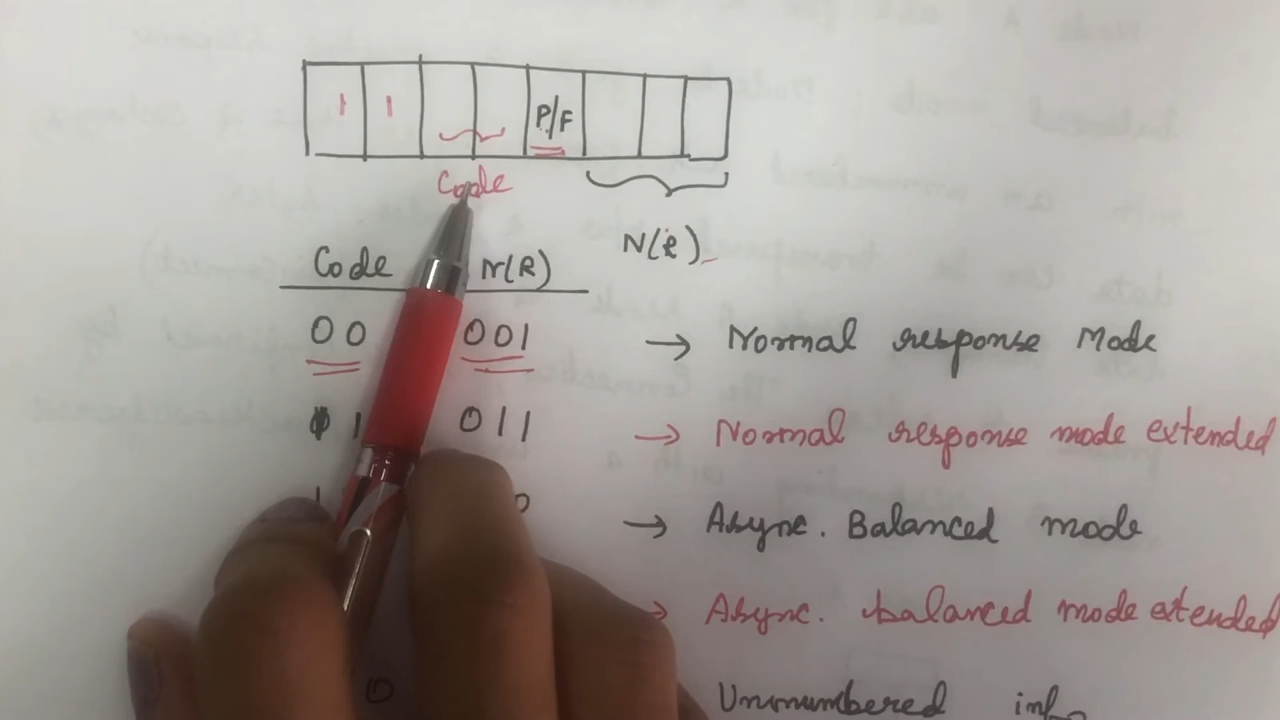 1 1 P/F
Code
N(R)
Code N(R)
00 001 → Normal response Mode
1 011 → Normal response mode extended
→ Async. Balanced mode
→ Async. balanced mode extended
Unnumbered info